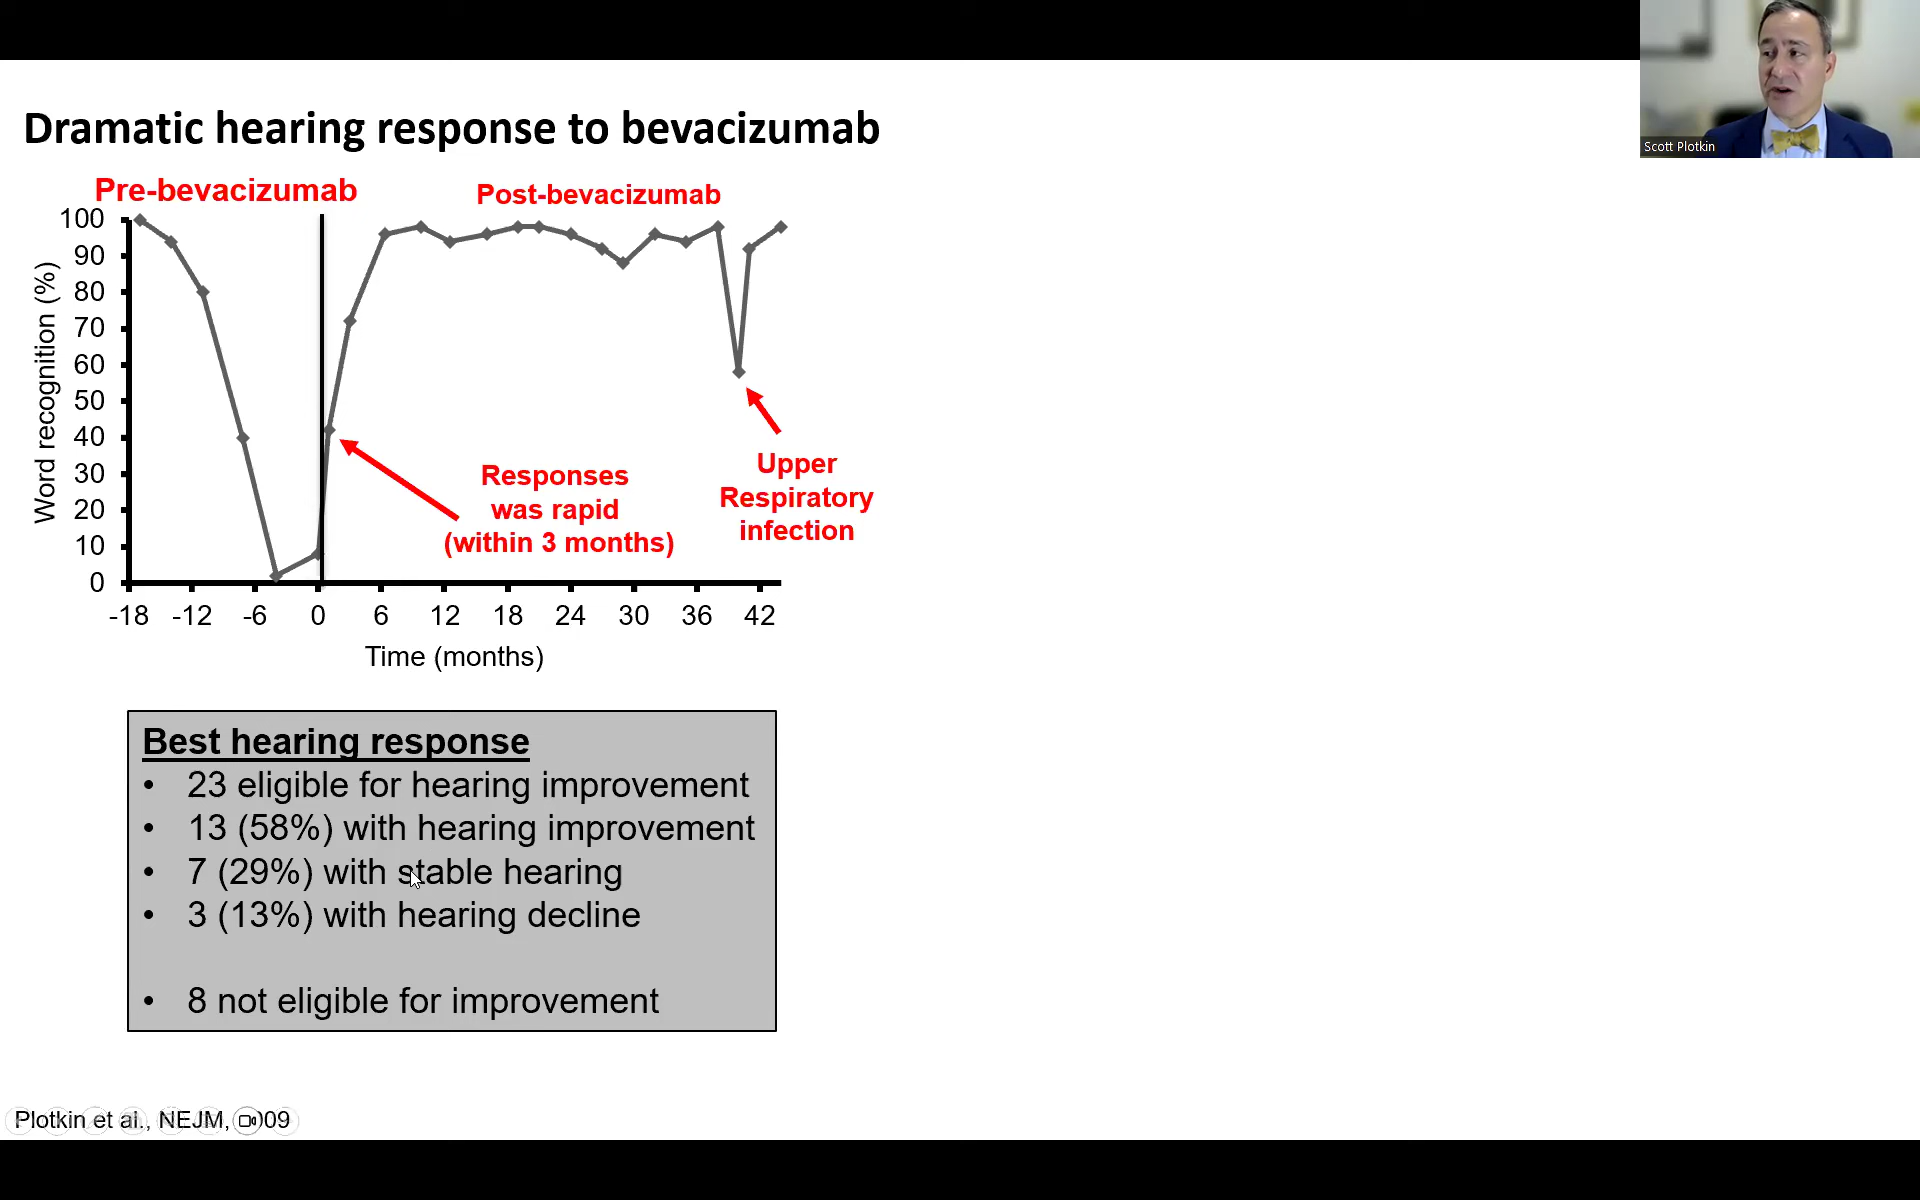 Scott Plotkin
Dramatic hearing response to bevacizumab
Pre-bevacizumab
Post-bevacizumab
100
90
80
70
60
50
40
30
20
10
0
Word recognition (%)
-18 -12 -6 0 6 12 18 24 30 36 42
Time (months)
Responses
was rapid
(within 3 months)
Upper
Respiratory
infection
Best hearing response
• 23 eligible for hearing improvement
• 13 (58%) with hearing improvement
• 7 (29%) with stable hearing
• 3 (13%) with hearing decline
• 8 not eligible for improvement
Plotkin et al., NEJM,